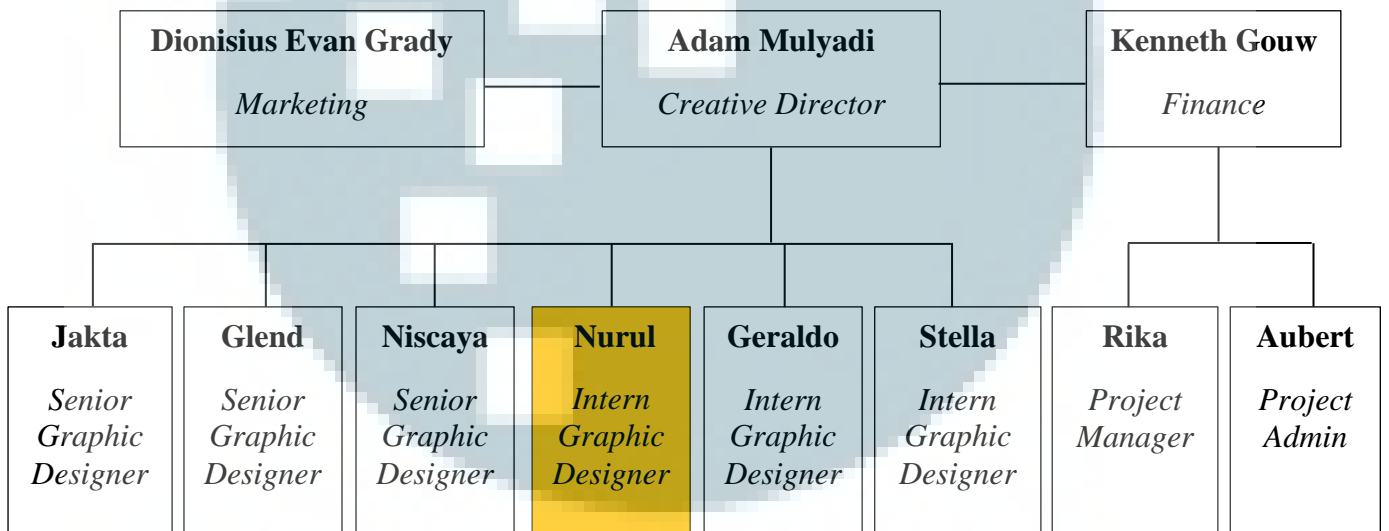 Dionisius Evan Grady
Marketing
Adam Mulyadi
Creative Director
Kenneth Gouw
Finance
Jakta
Senior
Graphic
Designer
Glend
Senior
Graphic
Designer
Niscaya
Senior
Graphic
Designer
Nurul
Intern
Graphic
Designer
Geraldo
Intern
Graphic
Designer
Stella
Intern
Graphic
Designer
Rika
Project
Manager
Aubert
Project
Admin